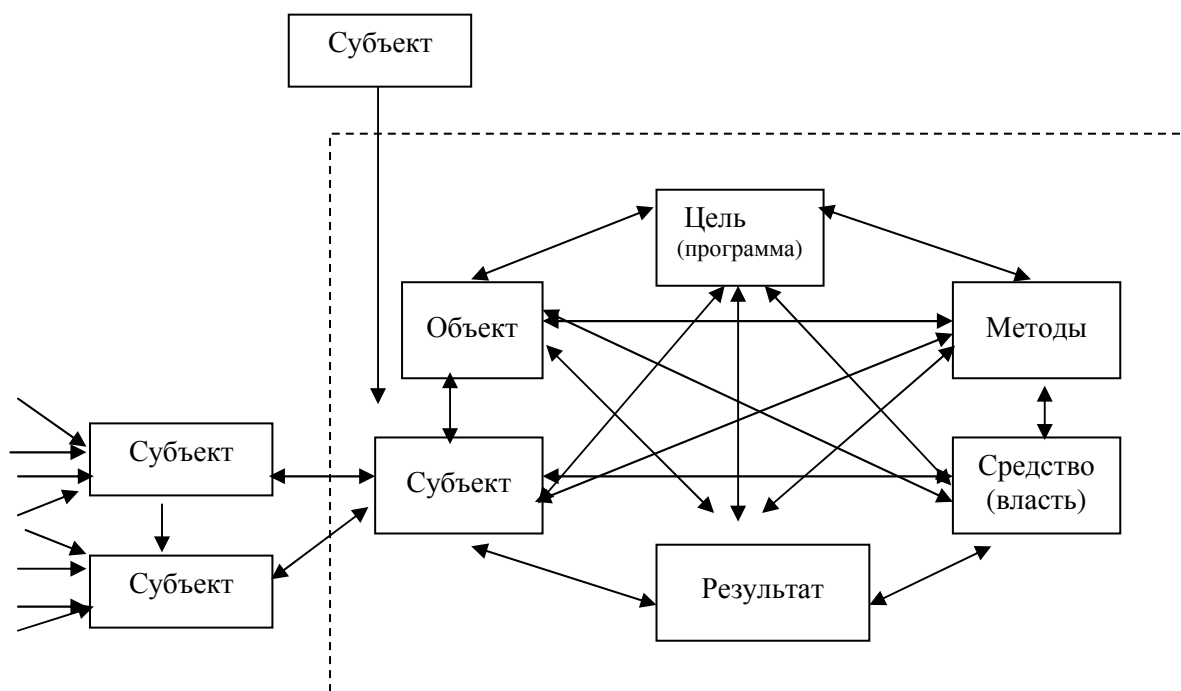 Субъект
Цель
(программа)
Объект
Методы
Субъект
Субъект
Средство
(власть)
Субъект
Результат